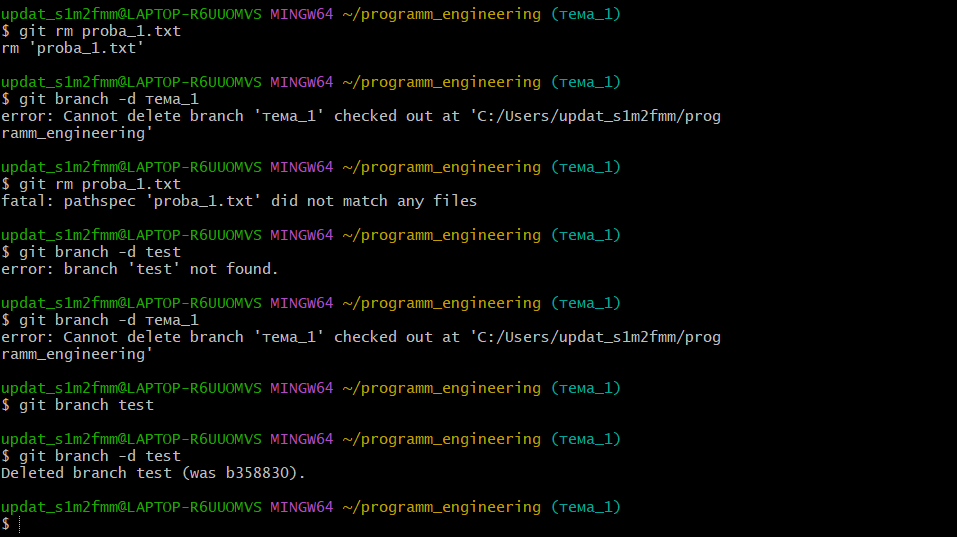 updat_s1m2fmm@LAPTOP-R6UUOMVS MINGW64 ~/programm_engineering (тема_1)
$ git rm proba_1.txt
rm 'proba_1.txt'
updat_s1m2fmm@LAPTOP-R6UUOMVS MINGW64 ~/programm_engineering (тема_1)
$ git branch -d тема_1
error: Cannot delete branch 'тема_1' checked out at 'C:/Users/updat_s1m2fmm/prog
ramm_engineering'
updat_s1m2fmm@LAPTOP-R6UUOMVS MINGW64 ~/programm_engineering (тема_1)
$ git rm proba_1.txt
fatal: pathspec 'proba_1.txt' did not match any files
updat_s1m2fmm@LAPTOP-R6UUOMVS MINGW64 ~/programm_engineering (тема_1)
$ git branch -d test
error: branch 'test' not found.
updat_s1m2fmm@LAPTOP-R6UUOMVS MINGW64 ~/programm_engineering (тема_1)
$ git branch -d тема_1
error: Cannot delete branch 'тема_1' checked out at 'C:/Users/updat_s1m2fmm/prog
ramm_engineering'
updat_s1m2fmm@LAPTOP-R6UUOMVS MINGW64 ~/programm_engineering (тема_1)
$ git branch test
updat_s1m2fmm@LAPTOP-R6UUOMVS MINGW64 ~/programm_engineering (тема_1)
$ git branch -d test
Deleted branch test (was b358830).
updat_s1m2fmm@LAPTOP-R6UUOMVS MINGW64 ~/programm_engineering (тема_1)
$